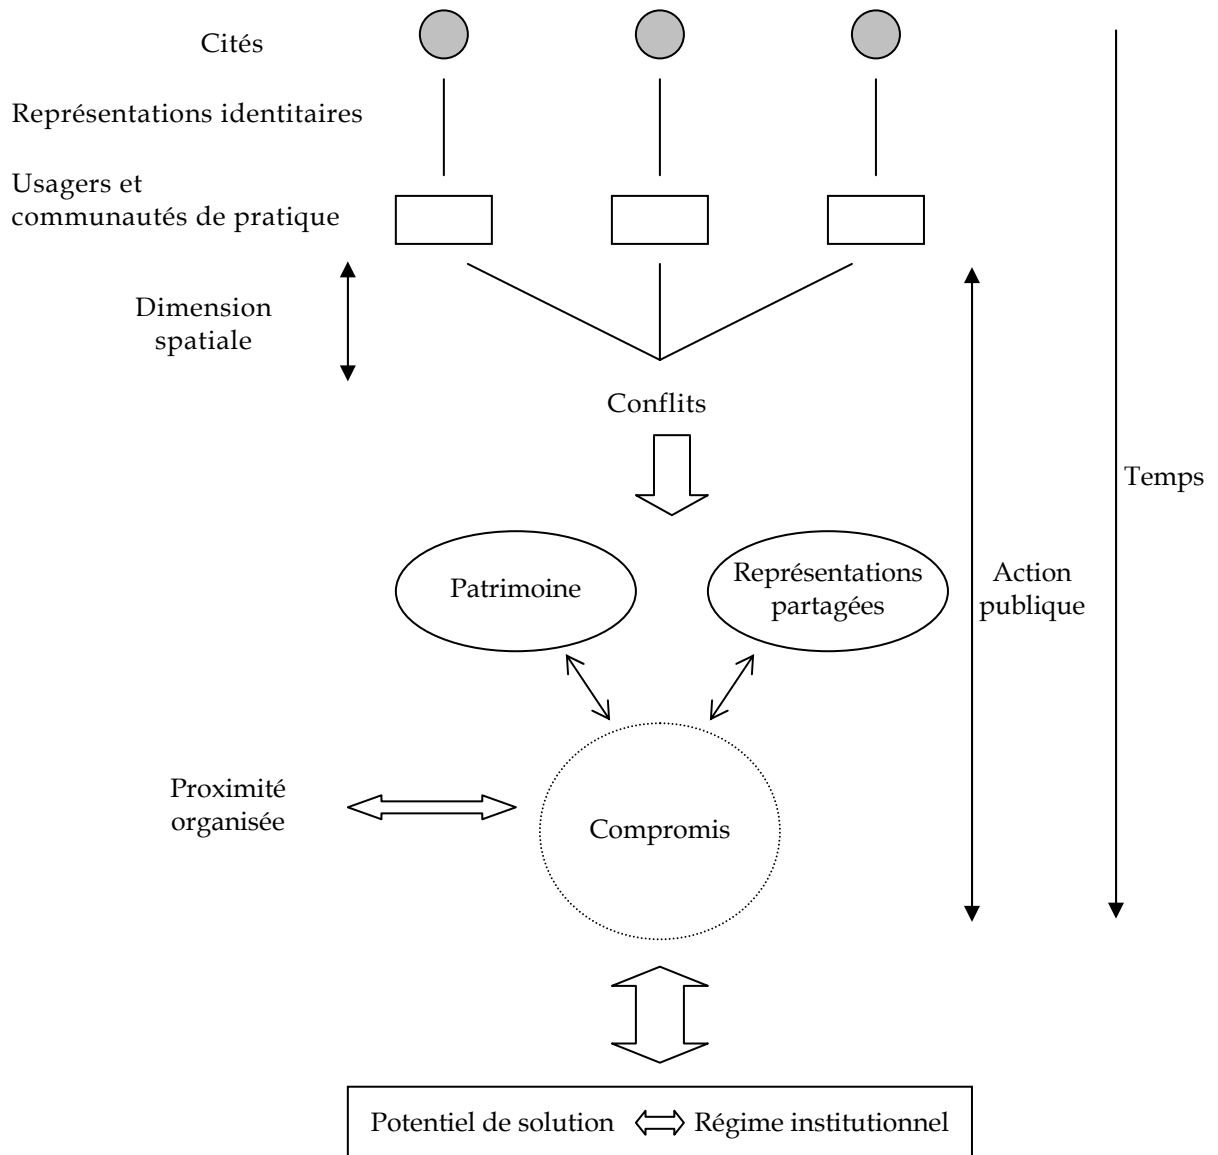 Cités
Représentations identitaires
Usagers et
communautés de pratique
Dimension
spatiale
Conflits
Temps
Patrimoine
Représentations
partagées
Action
publique
Proximité
organisée
Compromis
Potentiel de solution
Régime institutionnel